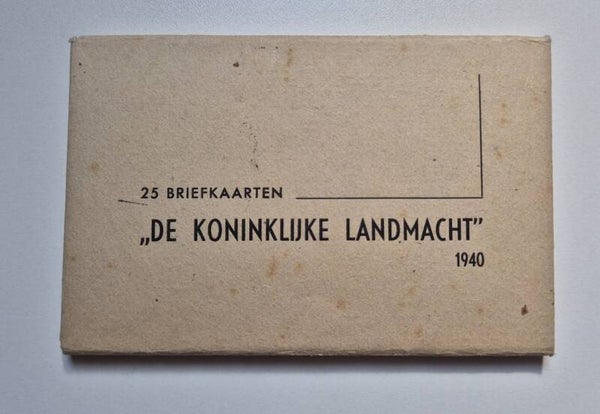 25 BRIEFKAARTEN
„DE KONINKLIJKE LANDMACHT”
1940